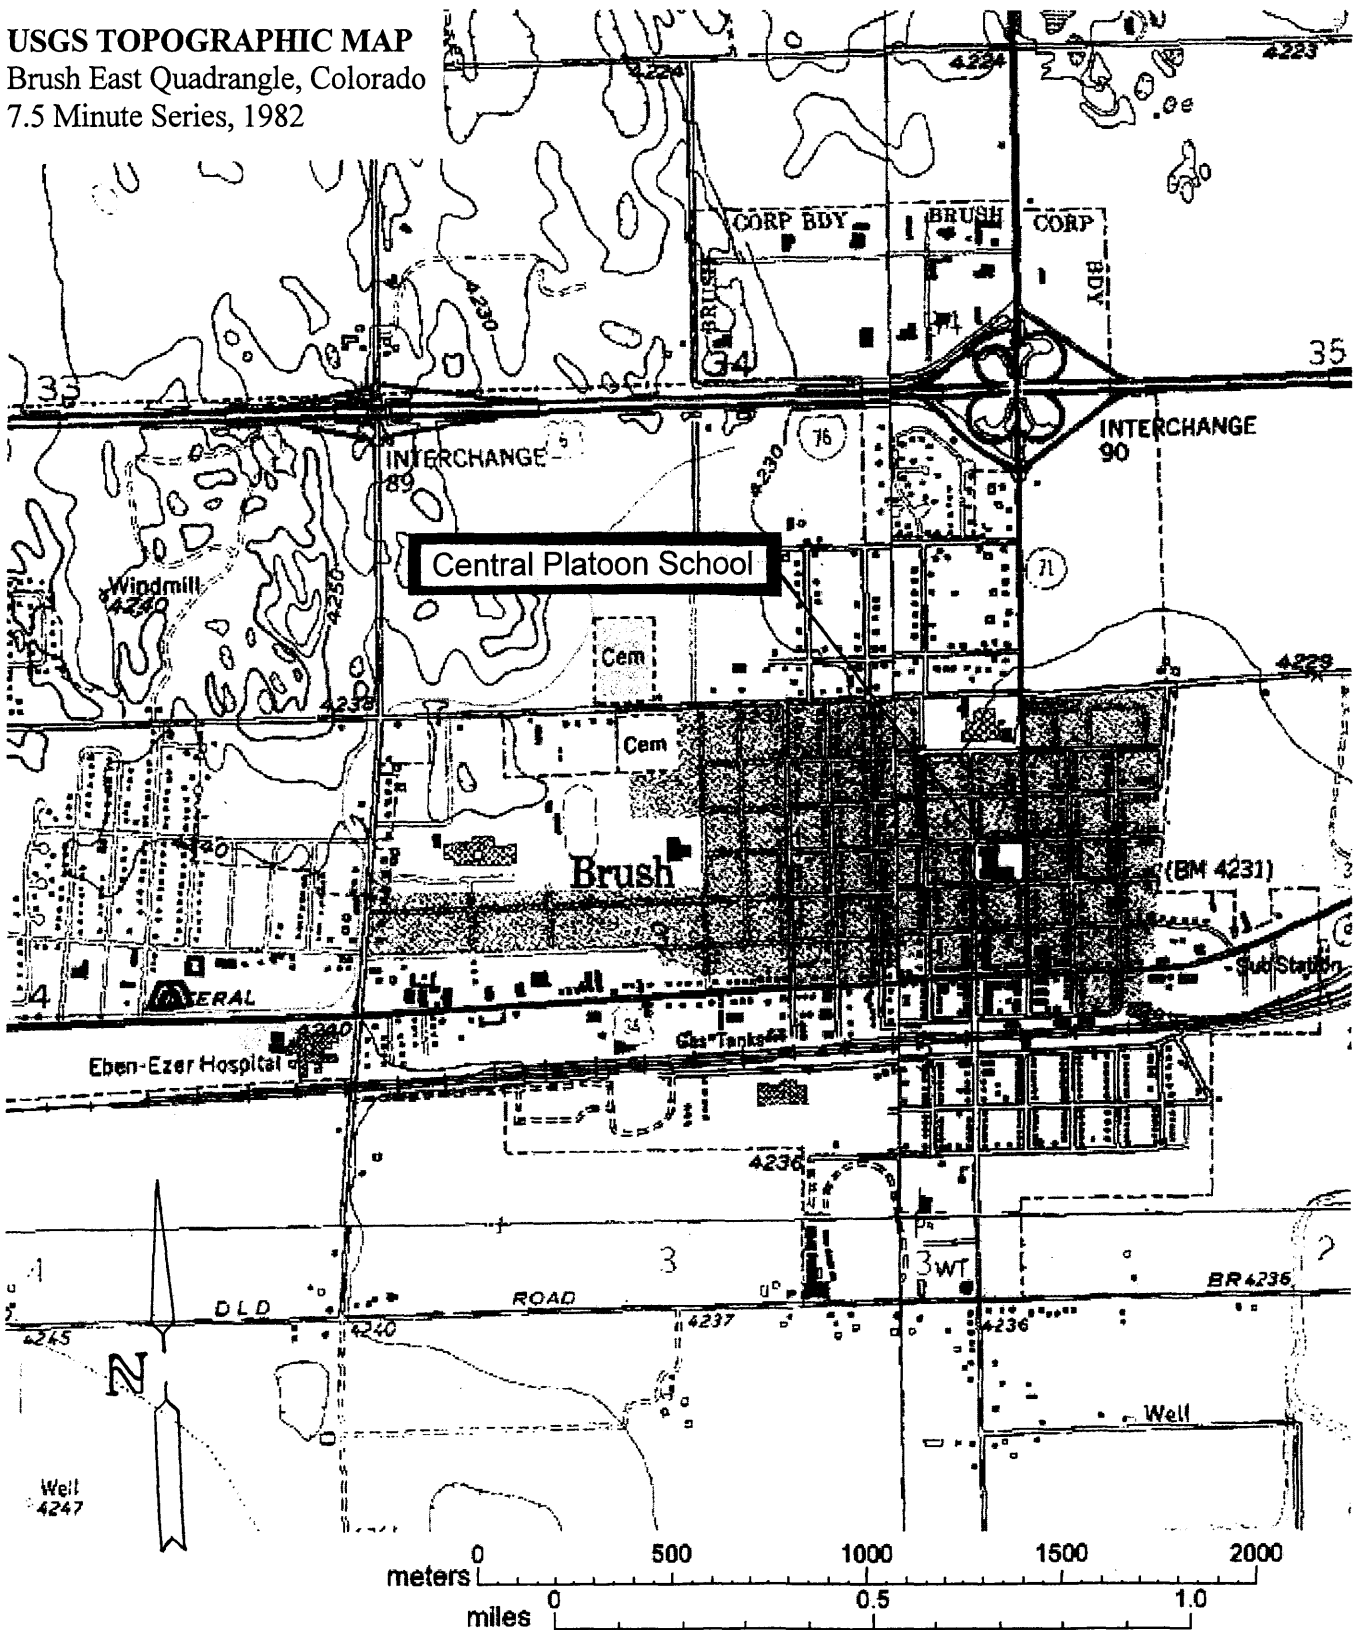 USGS TOPOGRAPHIC MAP
Brush East Quadrangle, Colorado
7.5 Minute Series, 1982
4224
4224
4223
CORP BDY
BRUSH
CORP
BDY
BRUSH
4230
33
34
35
76
6
INTERCHANGE
89
INTERCHANGE
90
4230
Central Platoon School
71
Windmill
4240
4250
Cem
4229
4238
Cem
Brush
(BM 4231)
Sub Station
4
34
4240
Gas Tanks
Eben-Ezer Hospital
4236
4
3
3
WT
2
BR 4236
DLD
ROAD
4245
4240
4237
4236
N
Well
Well
4247
0 500 1000 1500 2000
meters
0 0.5 1.0
miles